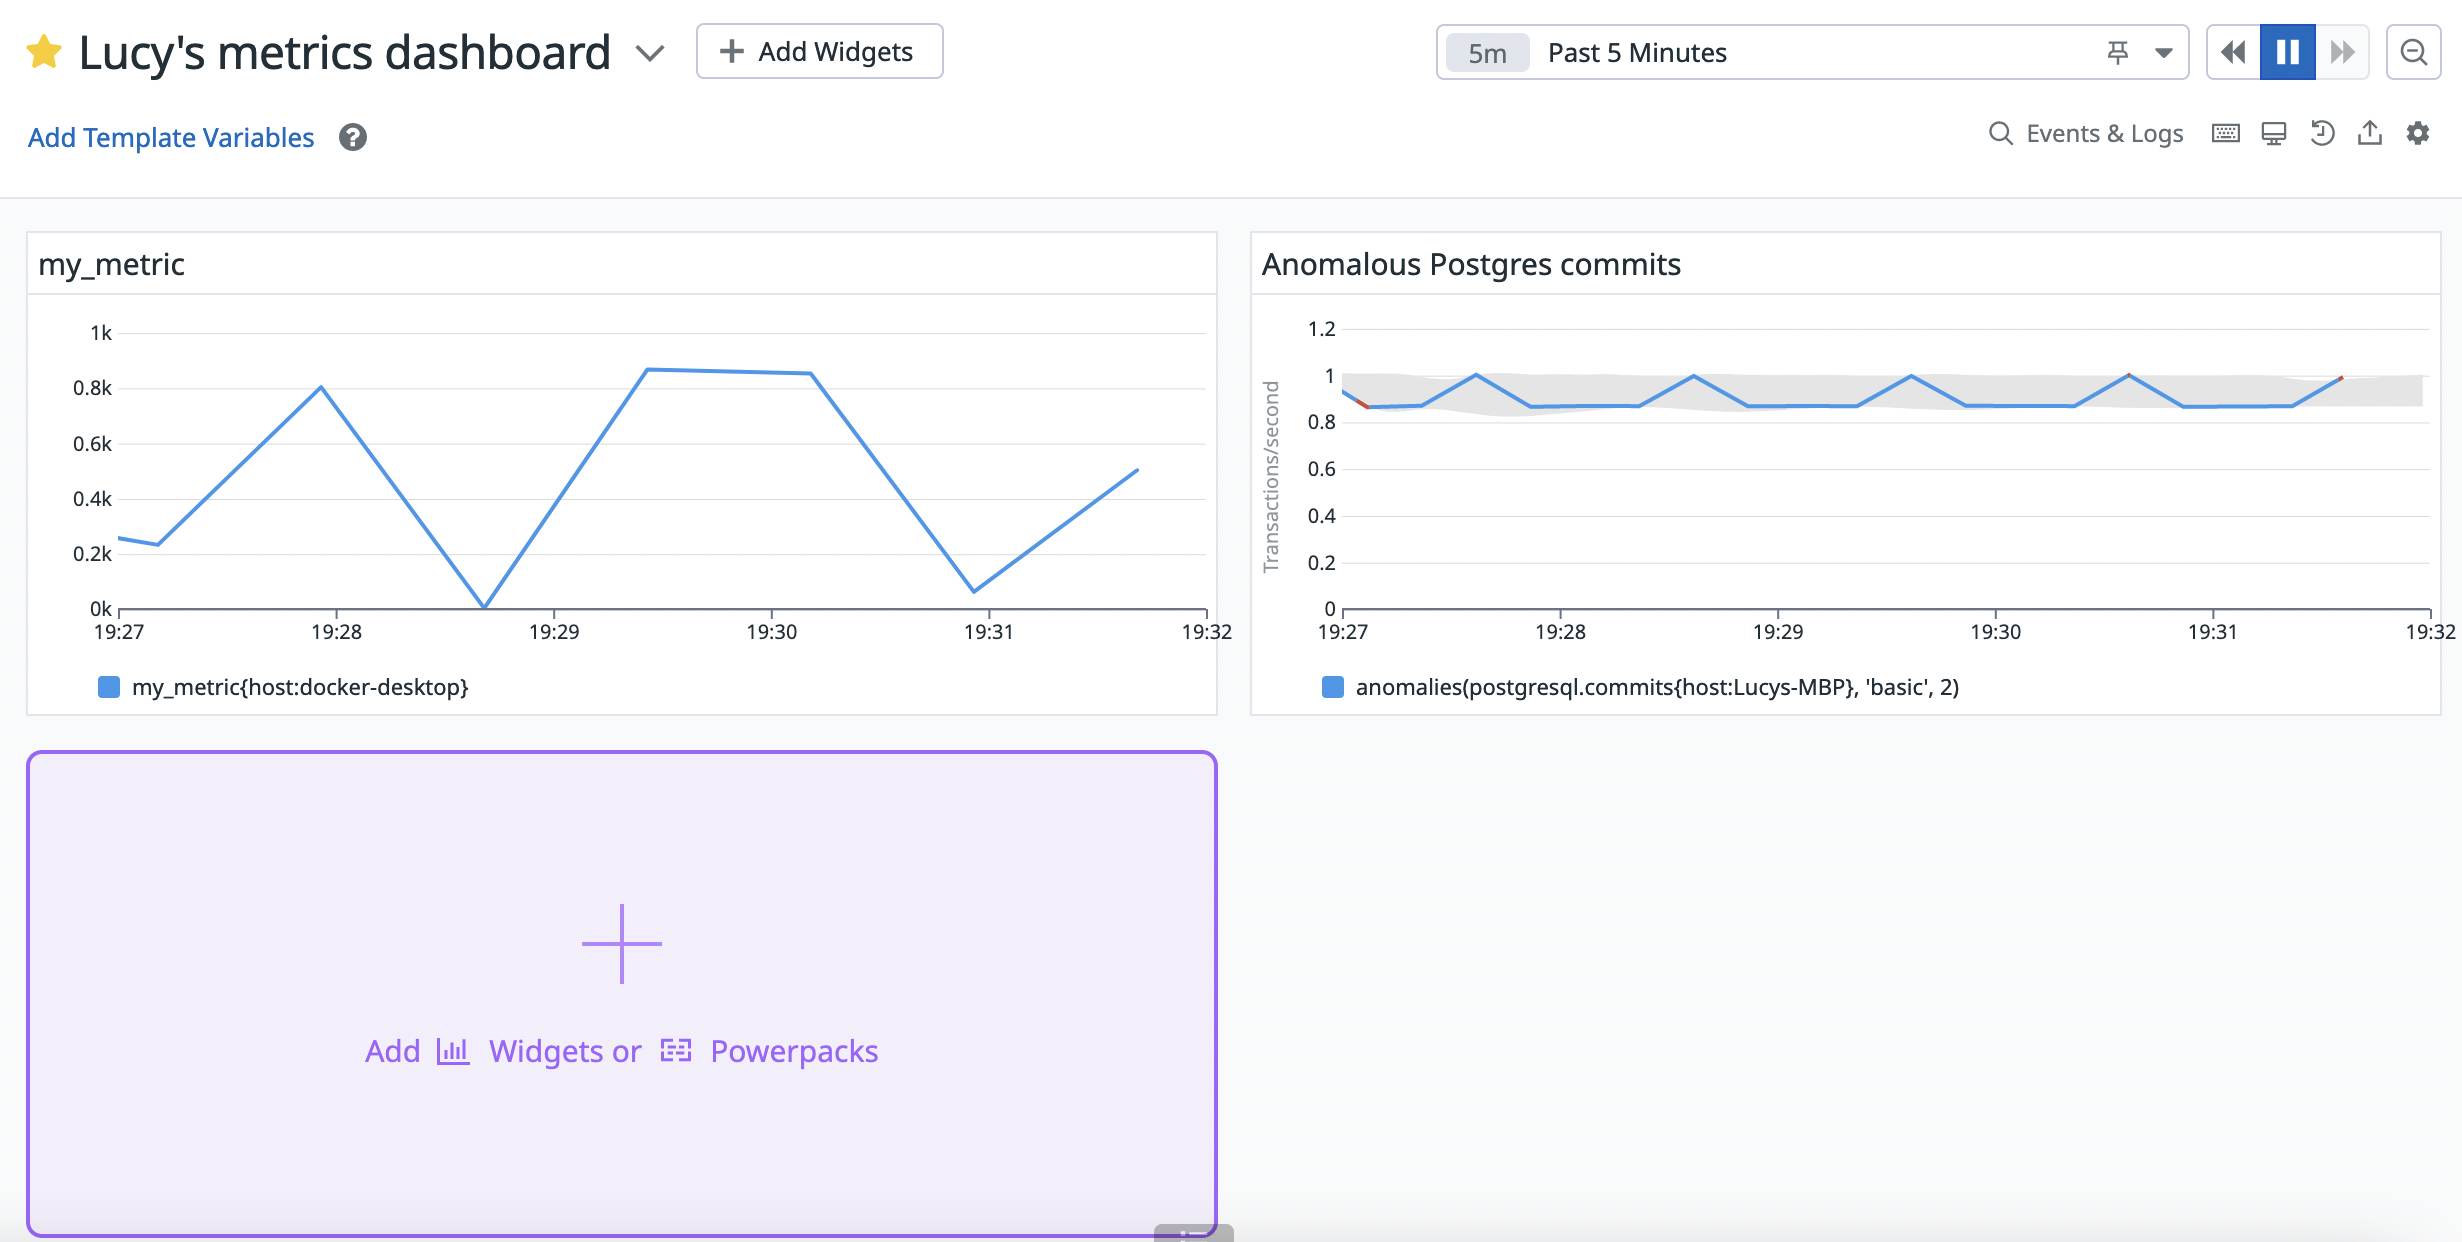 Lucy's metrics dashboard
Add Widgets
5m Past 5 Minutes
Add Template Variables ?
Events & Logs
my_metric
1k
0.8k
0.6k
0.4k
0.2k
0k
19:27 19:28 19:29 19:30 19:31 19:32
my_metric{host:docker-desktop}
Anomalous Postgres commits
Transactions/second
1.2
1
0.8
0.6
0.4
0.2
0
19:27 19:28 19:29 19:30 19:31 19:32
anomalies(postgresql.commits{host:Lucys-MBP}, 'basic', 2)
Add Widgets or Powerpacks